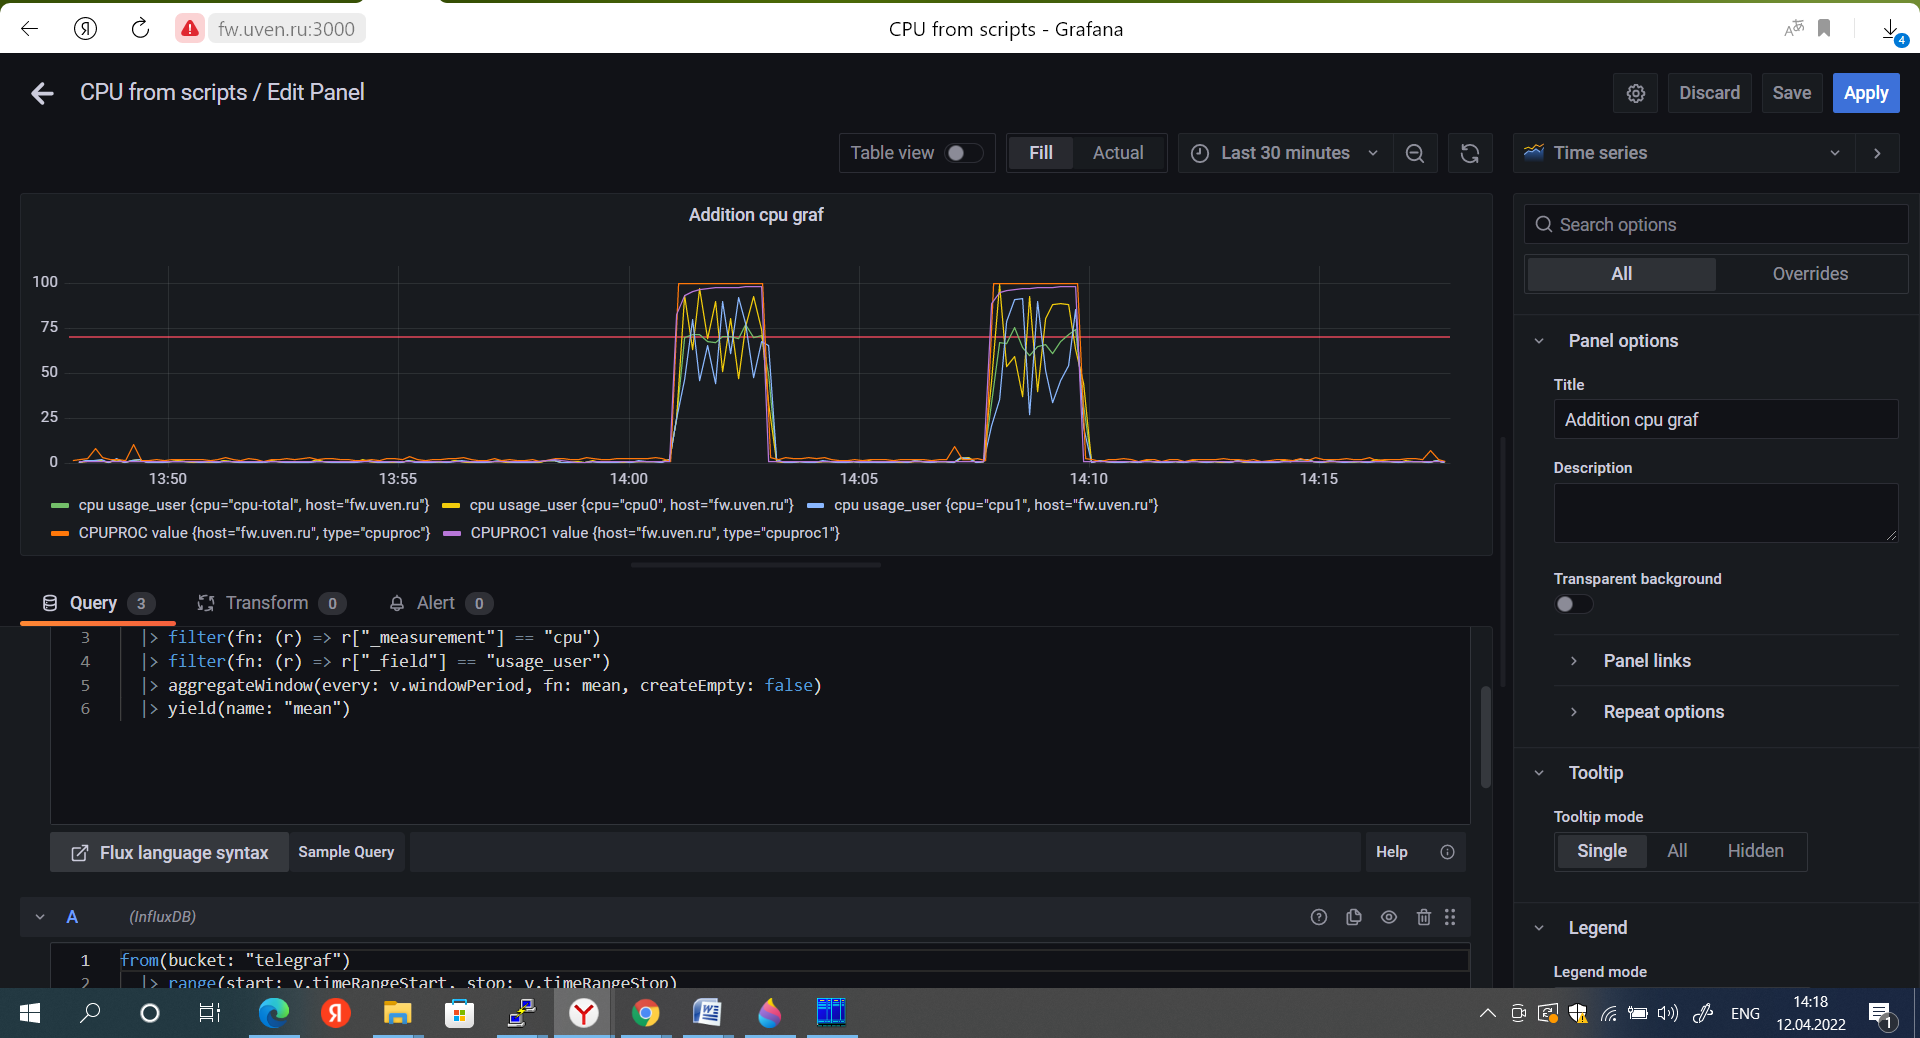 fw.uven.ru:3000
CPU from scripts - Grafana
4
CPU from scripts / Edit Panel
Discard
Save
Apply
Table view
Fill
Actual
Last 30 minutes
Time series
Addition cpu graf
100
75
50
25
0
13:50
13:55
14:00
14:05
14:10
14:15
cpu usage_user {cpu="cpu-total", host="fw.uven.ru"}
cpu usage_user {cpu="cpu0", host="fw.uven.ru"}
cpu usage_user {cpu="cpu1", host="fw.uven.ru"}
CPUPROC value {host="fw.uven.ru", type="cpuproc"}
CPUPROC1 value {host="fw.uven.ru", type="cpuproc1"}
Search options
All
Overrides
Panel options
Title
Addition cpu graf
Description
Transparent background
Panel links
Repeat options
Tooltip
Tooltip mode
Single
All
Hidden
Legend
Legend mode
Query 3
Transform 0
Alert 0
3 |> filter(fn: (r) => r["_measurement"] == "cpu")
4 |> filter(fn: (r) => r["_field"] == "usage_user")
5 |> aggregateWindow(every: v.windowPeriod, fn: mean, createEmpty: false)
6 |> yield(name: "mean")
Flux language syntax
Sample Query
Help
A
(InfluxDB)
1 from(bucket: "telegraf")
2 |> range(start: v.timeRangeStart, stop: v.timeRangeStop)
ENG
14:18
12.04.2022
1